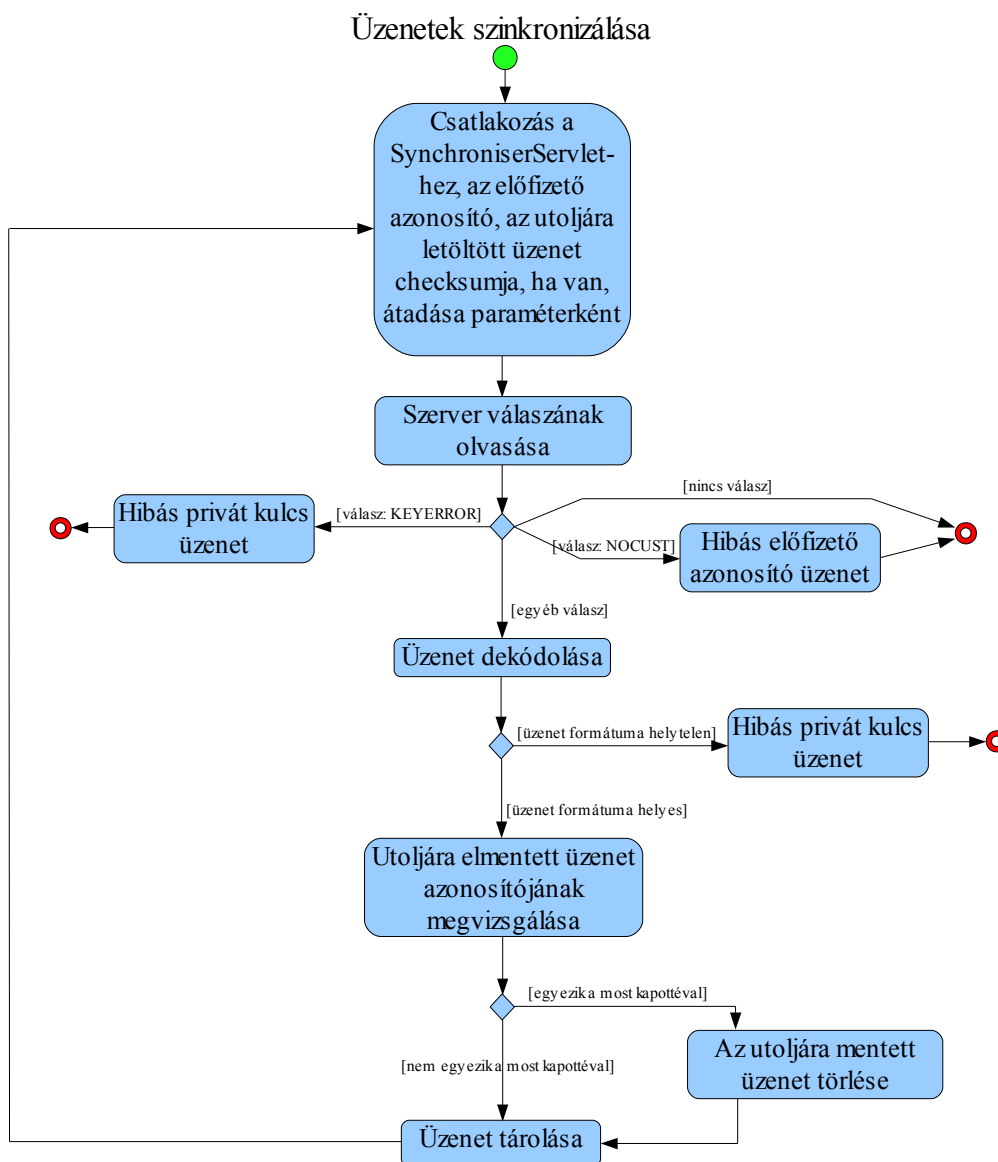 Üzenetek szinkronizálása
Csatlakozás a
SynchroniserServlet-
hez, az előfizető
azonosító, az utoljára
letöltött üzenet
checksumja, ha van,
átadása paraméterként
Szerver válaszának
olvasása
[nincs válasz]
Hibás privát kulcs
üzenet
[válasz: KEYERROR]
[válasz: NOCUST]
Hibás előfizető
azonosító üzenet
[egyéb válasz]
Üzenet dekódolása
[üzenet formátuma helytelen]
Hibás privát kulcs
üzenet
[üzenet formátuma helyes]
Utoljára elmentett üzenet
azonosítójának
megvizsgálása
[egyezik a most kapottéval]
Az utoljára mentett
üzenet törlése
[nem egyezik a most kapottéval]
Üzenet tárolása